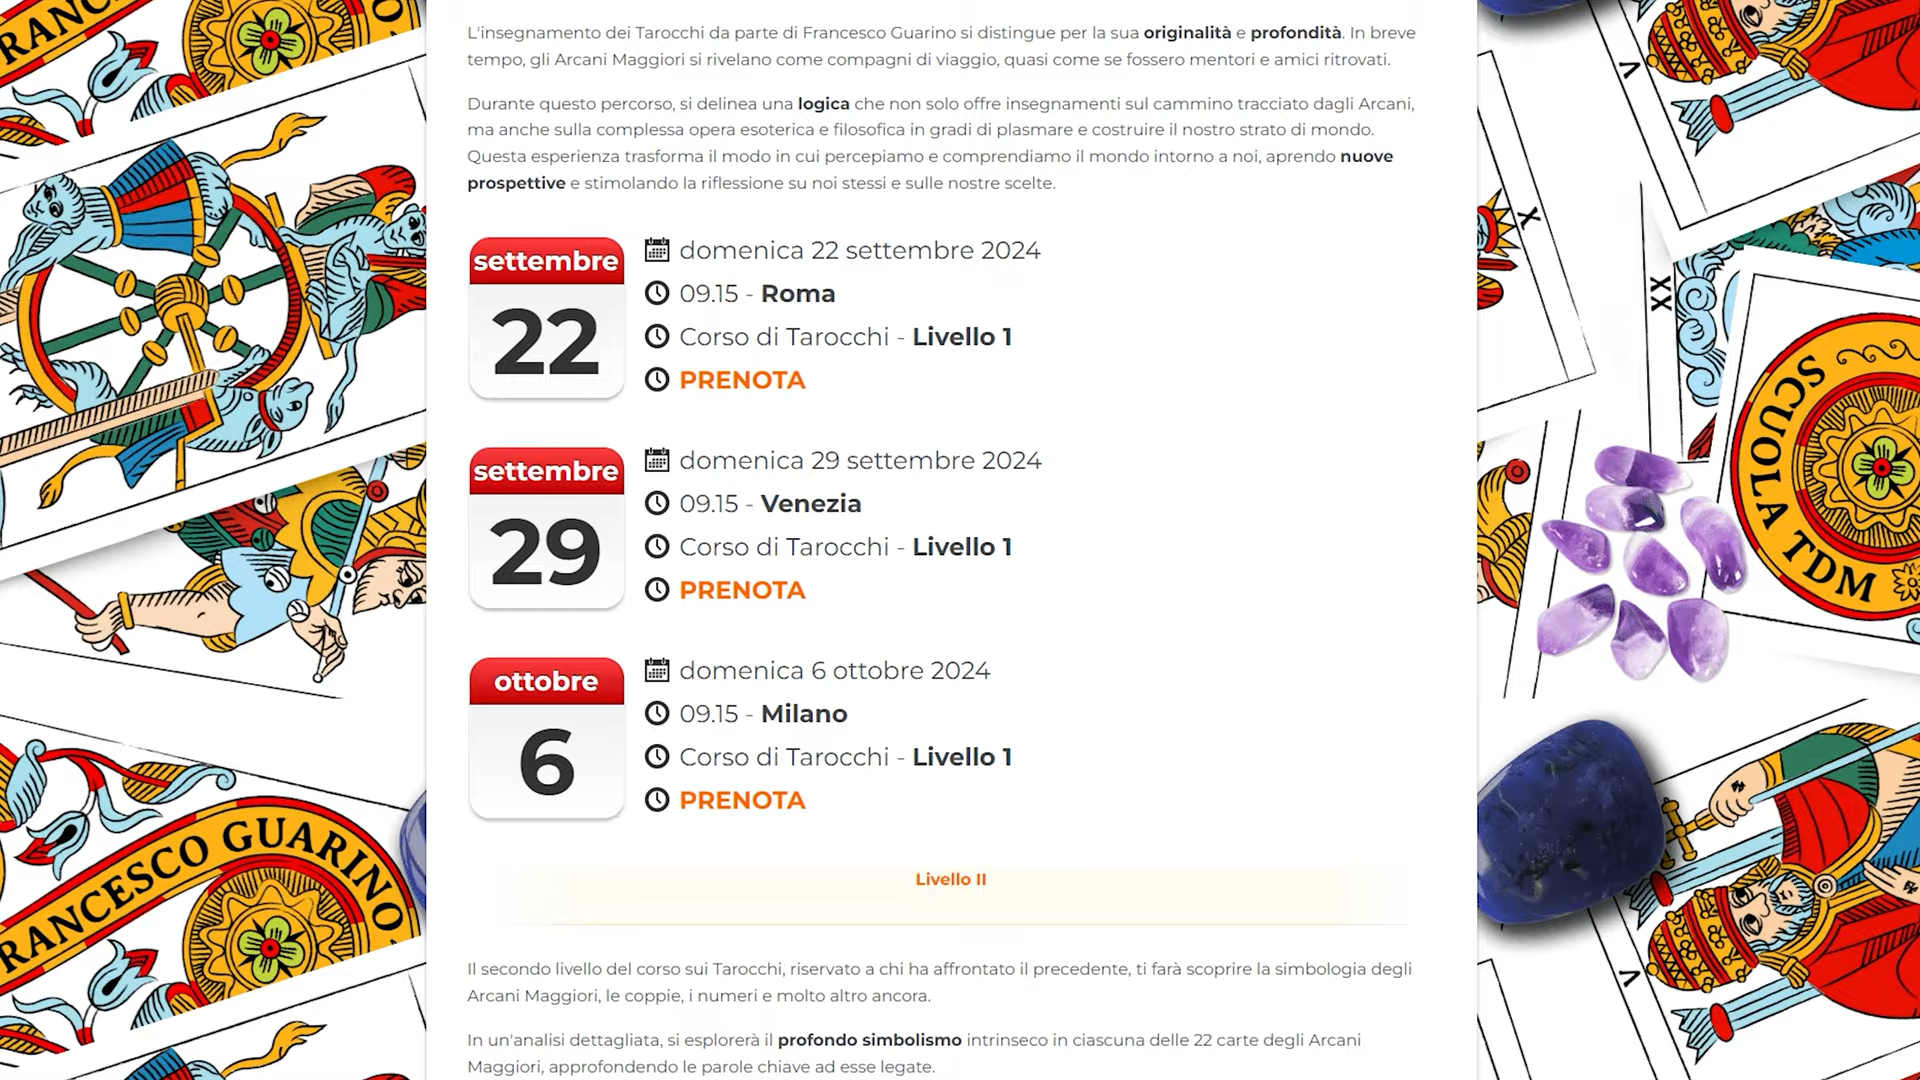 L'insegnamento dei Tarocchi da parte di Francesco Guarino si distingue per la sua originalità e profondità. In breve
tempo, gli Arcani Maggiori si rivelano come compagni di viaggio, quasi come se fossero mentori e amici ritrovati.
Durante questo percorso, si delinea una logica che non solo offre insegnamenti sul cammino tracciato dagli Arcani,
ma anche sulla complessa opera esoterica e filosofica in gradi di plasmare e costruire il nostro strato di mondo.
Questa esperienza trasforma il modo in cui percepiamo e comprendiamo il mondo intorno a noi, aprendo nuove
prospettive e stimolando la riflessione su noi stessi e sulle nostre scelte.
settembre
22
domenica 22 settembre 2024
09.15 - Roma
Corso di Tarocchi - Livello 1
PRENOTA
settembre
29
domenica 29 settembre 2024
09.15 - Venezia
Corso di Tarocchi - Livello 1
PRENOTA
ottobre
6
domenica 6 ottobre 2024
09.15 - Milano
Corso di Tarocchi - Livello 1
PRENOTA
Livello II
Il secondo livello del corso sui Tarocchi, riservato a chi ha affrontato il precedente, ti farà scoprire la simbologia degli
Arcani Maggiori, le coppie, i numeri e molto altro ancora.
In un'analisi dettagliata, si esplorerà il profondo simbolismo intrinseco in ciascuna delle 22 carte degli Arcani
Maggiori, approfondendo le parole chiave ad esse legate.
RANC
RANCESCO GUARINO
V
X
XX
SCUOLA TDM
V